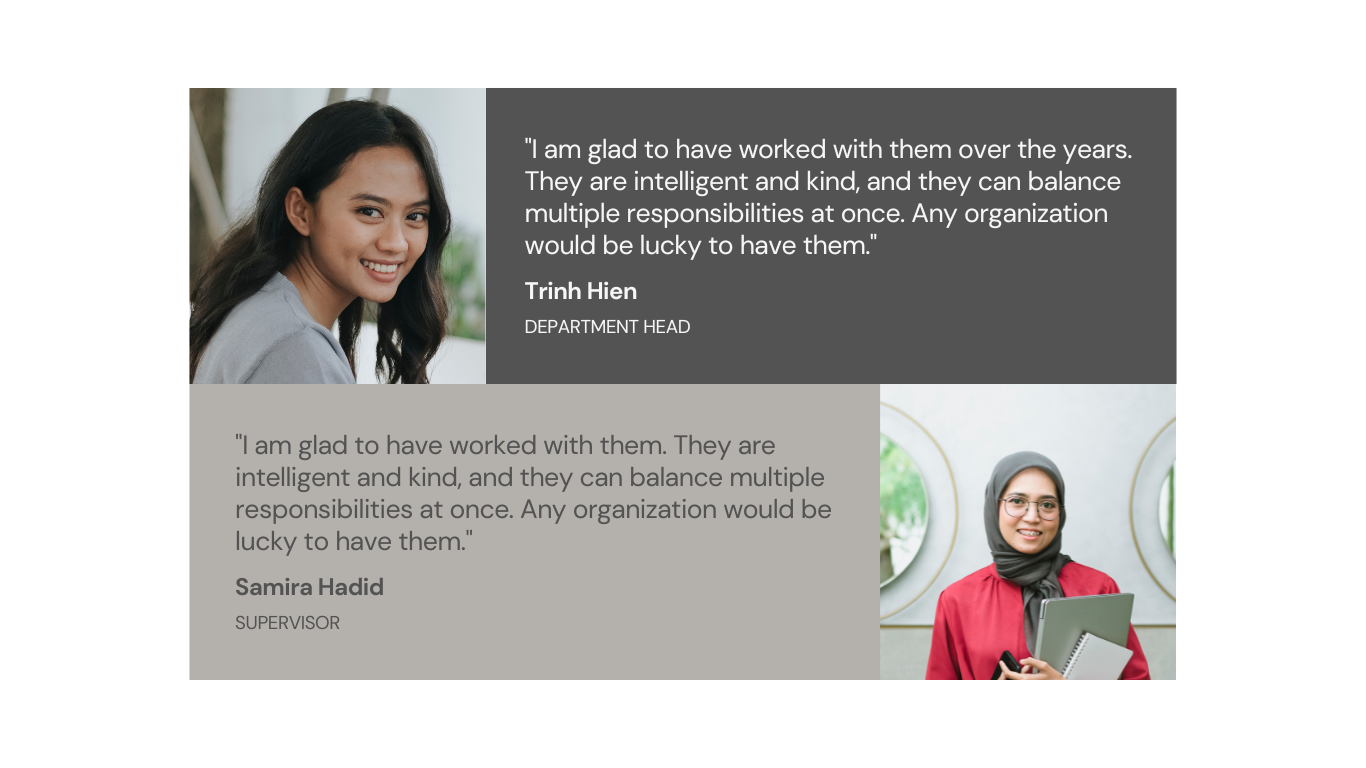 "I am glad to have worked with them over the years.
They are intelligent and kind, and they can balance
multiple responsibilities at once. Any organization
would be lucky to have them."
Trinh Hien
DEPARTMENT HEAD
"I am glad to have worked with them. They are
intelligent and kind, and they can balance multiple
responsibilities at once. Any organization would be
lucky to have them."
Samira Hadid
SUPERVISOR